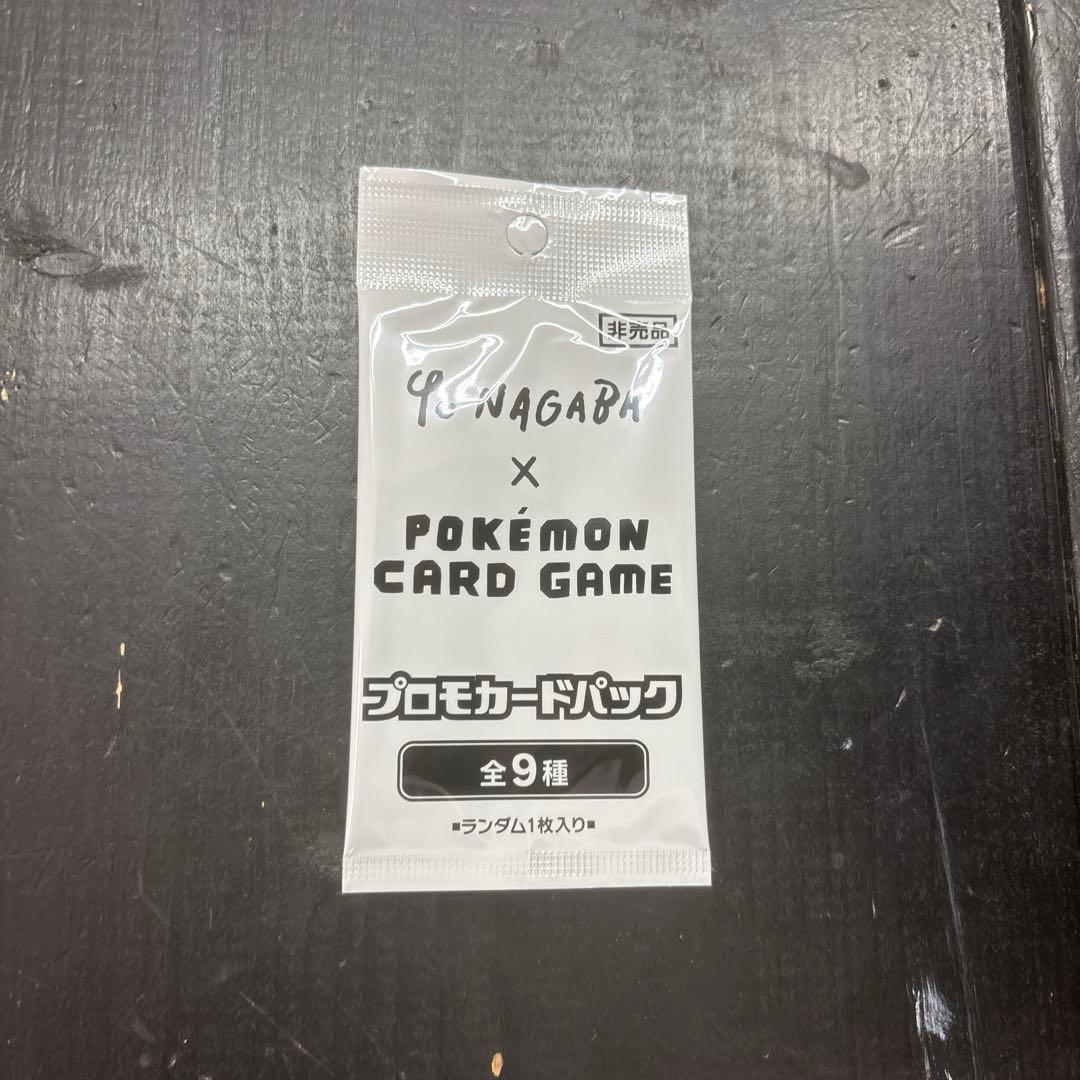 非売品
Yu NAGABA
×
POKÉMON
CARD GAME
プロモカードパック
全9種
■ランダム1枚入り■